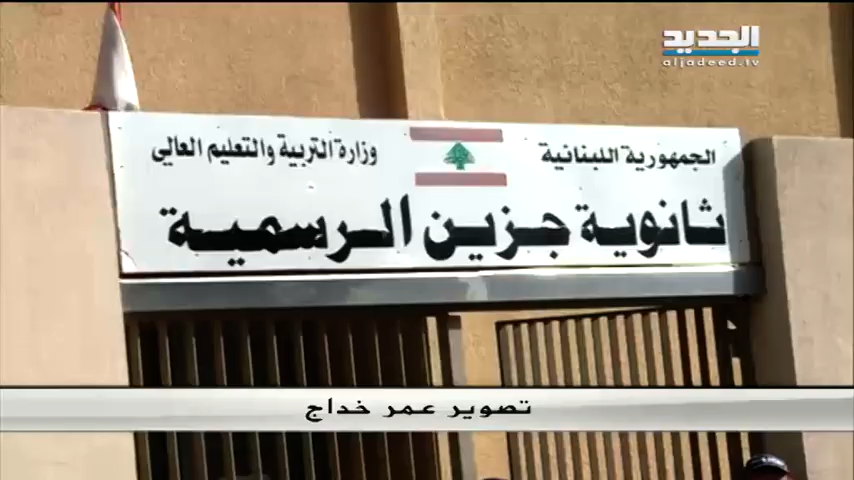 الجديد
aljadeed.tv
الجمهورية اللبنانية
وزارة التربية والتعليم العالي
ثانوية جزين الرسمية
تصوير عمر خداج